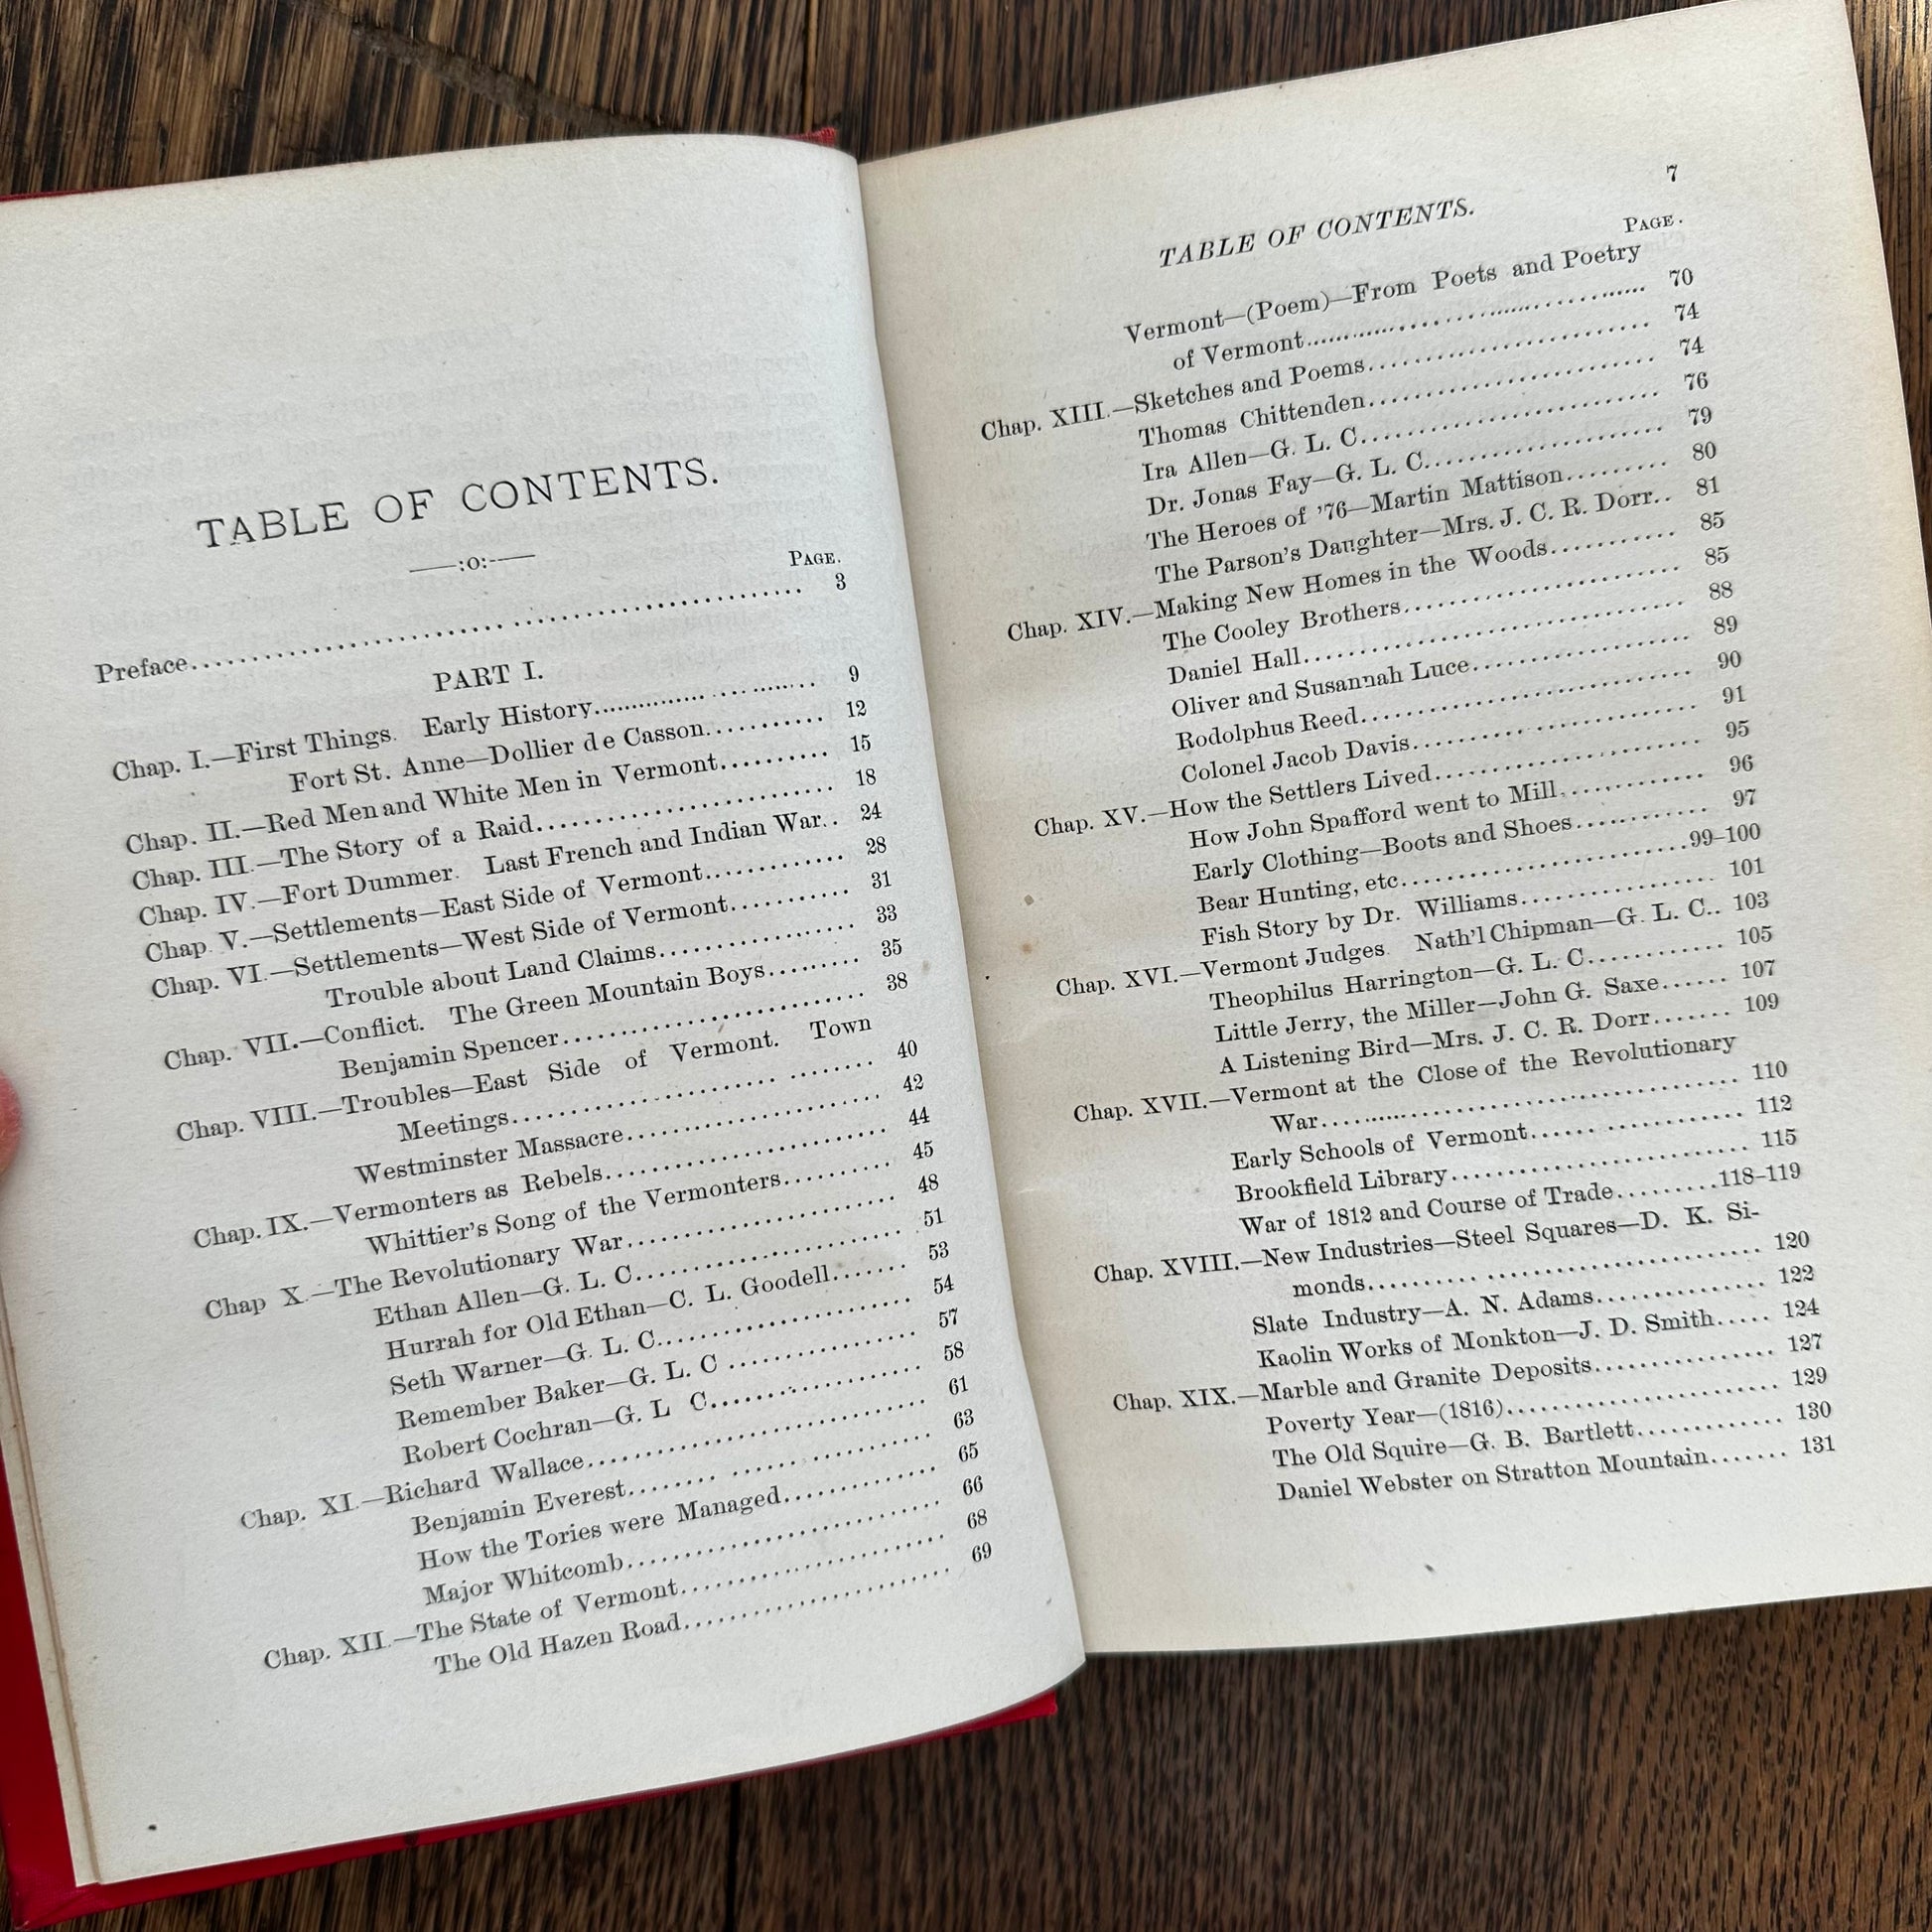 TABLE OF CONTENTS.
——:o:——
PAGE.
Preface........................................................ 3
PART I.
Chap. I.—First Things. Early History........................ 9
Fort St. Anne—Dollier de Casson.......... 12
Chap. II.—Red Men and White Men in Vermont.......... 15
Chap. III.—The Story of a Raid......................... 18
Chap. IV.—Fort Dummer. Last French and Indian War.. 24
Chap. V.—Settlements—East Side of Vermont............ 28
Chap. VI.—Settlements—West Side of Vermont.......... 31
Trouble about Land Claims................. 33
Chap. VII.—Conflict. The Green Mountain Boys......... 35
Benjamin Spencer........................ 38
Chap. VIII.—Troubles—East Side of Vermont. Town
Meetings.............................. 40
Westminster Massacre...................... 42
Chap. IX.—Vermonters as Rebels....................... 44
Whittier's Song of the Vermonters......... 45
Chap X.—The Revolutionary War...................... 48
Ethan Allen—G. L. C...................... 51
Hurrah for Old Ethan—C. L. Goodell....... 53
Seth Warner—G. L. C..................... 54
Remember Baker—G. L. C ............... 57
Robert Cochran—G. L C................. 58
Chap. XI.—Richard Wallace........................... 61
Benjamin Everest......................... 63
How the Tories were Managed............. 65
Major Whitcomb........................ 66
Chap. XII.—The State of Vermont..................... 68
The Old Hazen Road..................... 69
7
TABLE OF CONTENTS.
PAGE.
Vermont—(Poem)—From Poets and Poetry
of Vermont................................ 70
Chap. XIII.—Sketches and Poems....................... 74
Thomas Chittenden...................... 74
Ira Allen—G. L. C....................... 76
Dr. Jonas Fay—G. L. C.................. 79
The Heroes of '76—Martin Mattison......... 80
The Parson's Daughter—Mrs. J. C. R. Dorr.. 81
Chap. XIV.—Making New Homes in the Woods........... 85
The Cooley Brothers..................... 85
Daniel Hall............................. 88
Oliver and Susannah Luce................ 89
Rodolphus Reed......................... 90
Colonel Jacob Davis..................... 91
Chap. XV.—How the Settlers Lived.................... 95
How John Spafford went to Mill........... 96
Early Clothing—Boots and Shoes........... 97
Bear Hunting, etc.....................99–100
Fish Story by Dr. Williams................ 101
Chap. XVI.—Vermont Judges. Nath'l Chipman—G. L. C.. 103
Theophilus Harrington—G. L. C........... 105
Little Jerry, the Miller—John G. Saxe...... 107
A Listening Bird—Mrs. J. C. R. Dorr....... 109
Chap. XVII.—Vermont at the Close of the Revolutionary
War.................................... 110
Early Schools of Vermont................. 112
Brookfield Library........................ 115
War of 1812 and Course of Trade.........118–119
Chap. XVIII.—New Industries—Steel Squares—D. K. Si-
monds................................. 120
Slate Industry—A. N. Adams.............. 122
Kaolin Works of Monkton—J. D. Smith..... 124
Chap. XIX.—Marble and Granite Deposits............... 127
Poverty Year—(1816)..................... 129
The Old Squire—G. B. Bartlett............ 130
Daniel Webster on Stratton Mountain....... 131